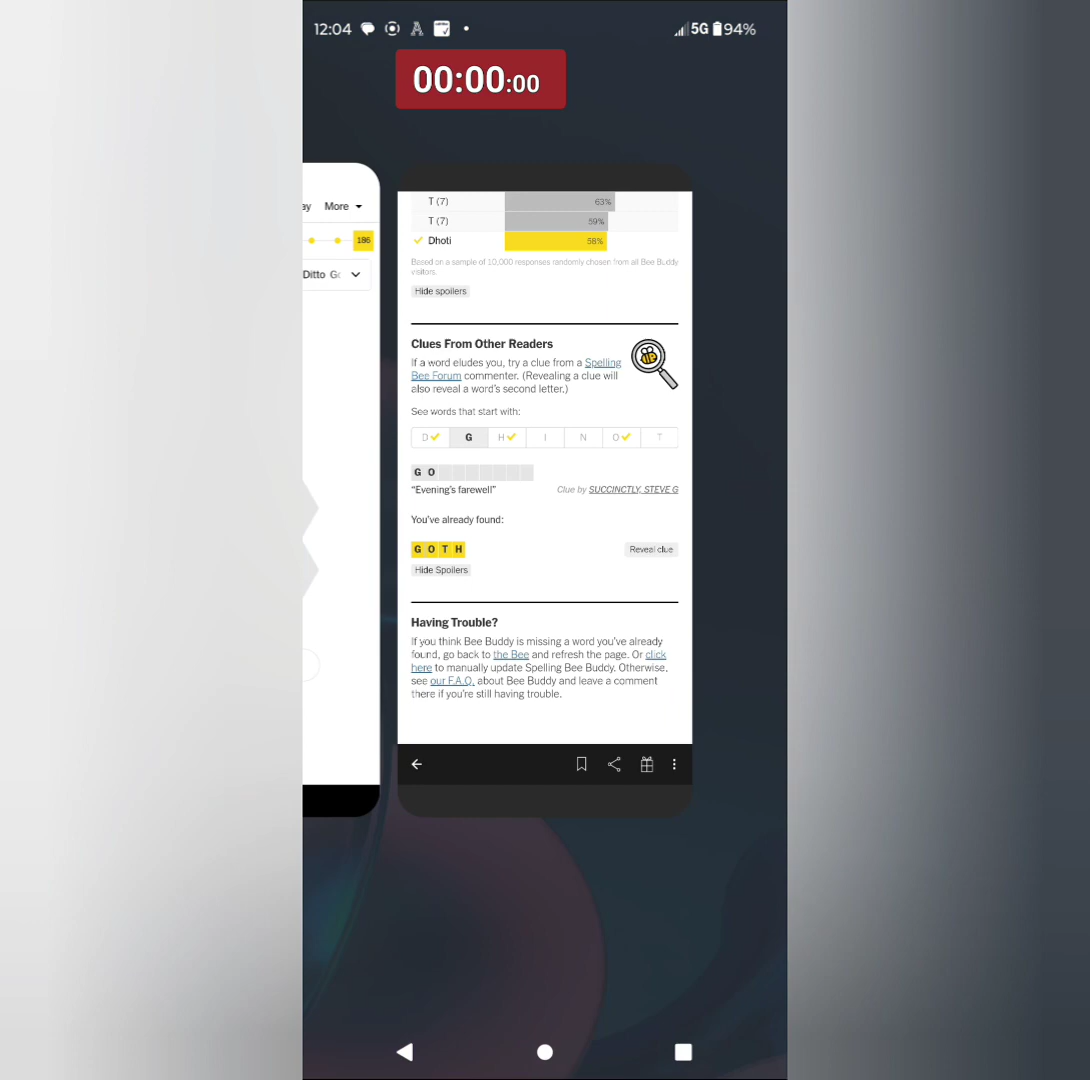 12:04 5G 94%
00:00:00
ay More
186
Ditto Go
T (7) 63%
T (7) 59%
Dhoti 58%
Based on a sample of 10,000 responses randomly chosen from all Bee Buddy
visitors.
Hide spoilers
Clues From Other Readers
If a word eludes you, try a clue from a Spelling
Bee Forum commenter. (Revealing a clue will
also reveal a word's second letter.)
See words that start with:
D G H I N O T
G O
“Evening's farewell” Clue by SUCCINCTLY, STEVE G
You've already found:
G O T H Reveal clue
Hide Spoilers
Having Trouble?
If you think Bee Buddy is missing a word you've already
found, go back to the Bee and refresh the page. Or click
here to manually update Spelling Bee Buddy. Otherwise,
see our F.A.Q. about Bee Buddy and leave a comment
there if you're still having trouble.